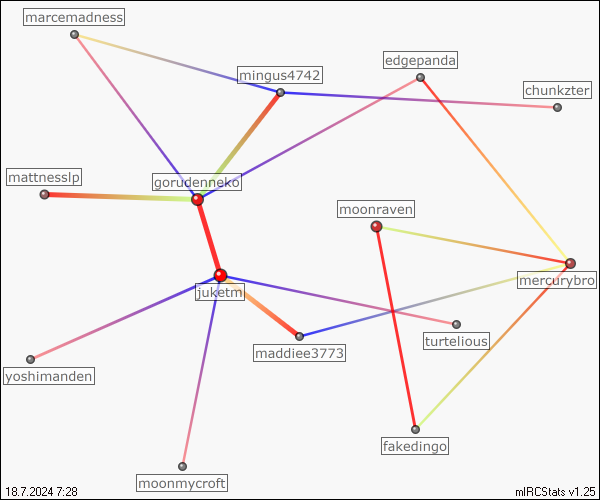 marcemadness
mingus4742
edgepanda
chunkzter
mattnesslp
gorudenneko
moonraven
mercurybro
juketm
turtelious
maddiee3773
yoshimanden
fakedingo
moonmycroft
18.7.2024 7:28
mIRCStats v1.25